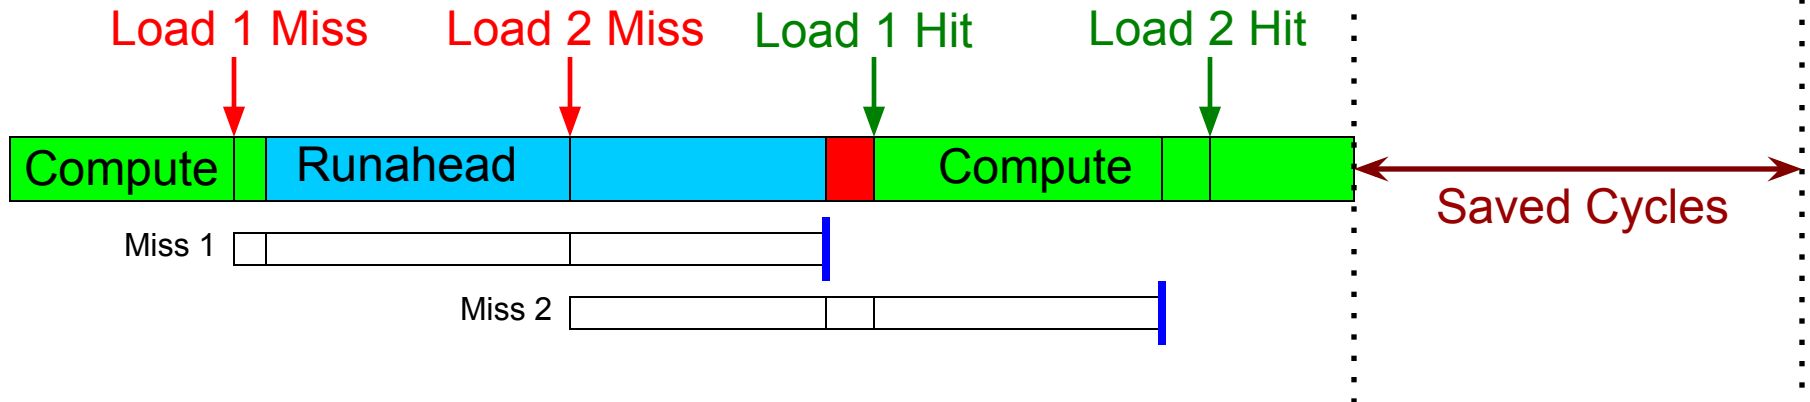 Load 1 Miss
Load 2 Miss
Load 1 Hit
Load 2 Hit
Compute
Runahead
Compute
Saved Cycles
Miss 1
Miss 2